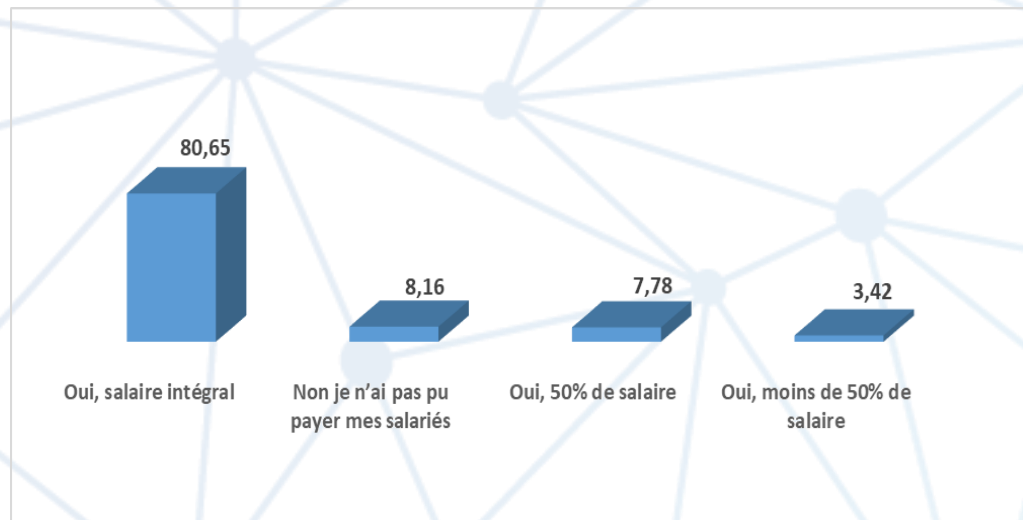 80,65
8,16
7,78
3,42
Oui, salaire intégral
Non je n’ai pas pu
payer mes salariés
Oui, 50% de salaire
Oui, moins de 50% de
salaire